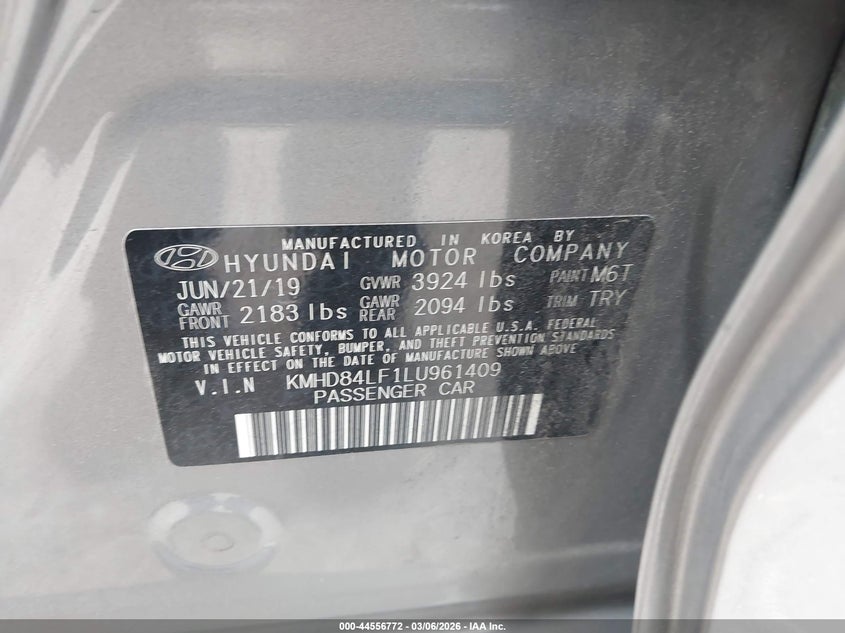 MANUFACTURED IN KOREA BY
HYUNDAI MOTOR COMPANY
JUN/21/19 GVWR 3924 lbs PAINT M6T
GAWR FRONT 2183 lbs GAWR REAR 2094 lbs TRIM TRY
THIS VEHICLE CONFORMS TO ALL APPLICABLE U.S.A. FEDERAL
MOTOR VEHICLE SAFETY, BUMPER, AND THEFT PREVENTION STANDARDS
IN EFFECT ON THE DATE OF MANUFACTURE SHOWN ABOVE
V.I.N KMHD84LF1LU961409
PASSENGER CAR
000-44556772 - 03/06/2026 - IAA Inc.